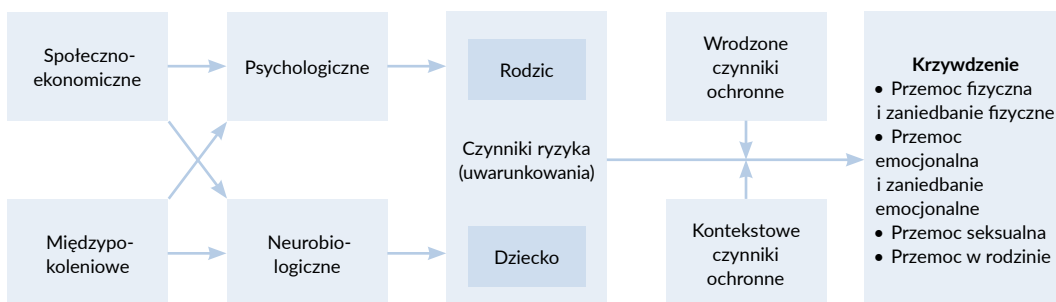 Społeczno-
ekonomiczne
Międzypo-
koleniowe
Psychologiczne
Neurobio-
logiczne
Rodzic
Czynniki ryzyka
(uwarunkowania)
Dziecko
Wrodzone
czynniki
ochronne
Kontekstowe
czynniki
ochronne
Krzywdzenie
• Przemoc fizyczna
i zaniedbanie fizyczne
• Przemoc
emocjonalna
i zaniedbanie
emocjonalne
• Przemoc seksualna
• Przemoc w rodzinie